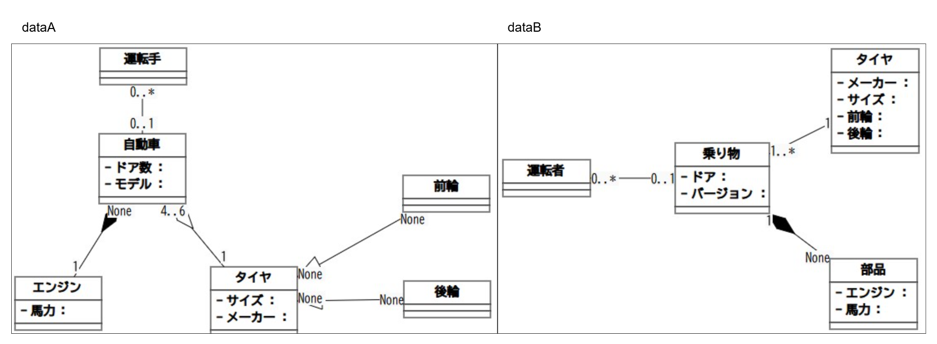 dataA
運転手
0..*
0..1
自動車
- ドア数 :
- モデル :
None
4..6
1
エンジン
- 馬力 :
1
タイヤ
- サイズ :
- メーカー :
None
None
前輪
None
後輪
None
dataB
タイヤ
- メーカー :
- サイズ :
- 前輪 :
- 後輪 :
1
1..*
乗り物
- ドア :
- バージョン :
運転者
0..*
0..1
1
None
部品
- エンジン :
- 馬力 :